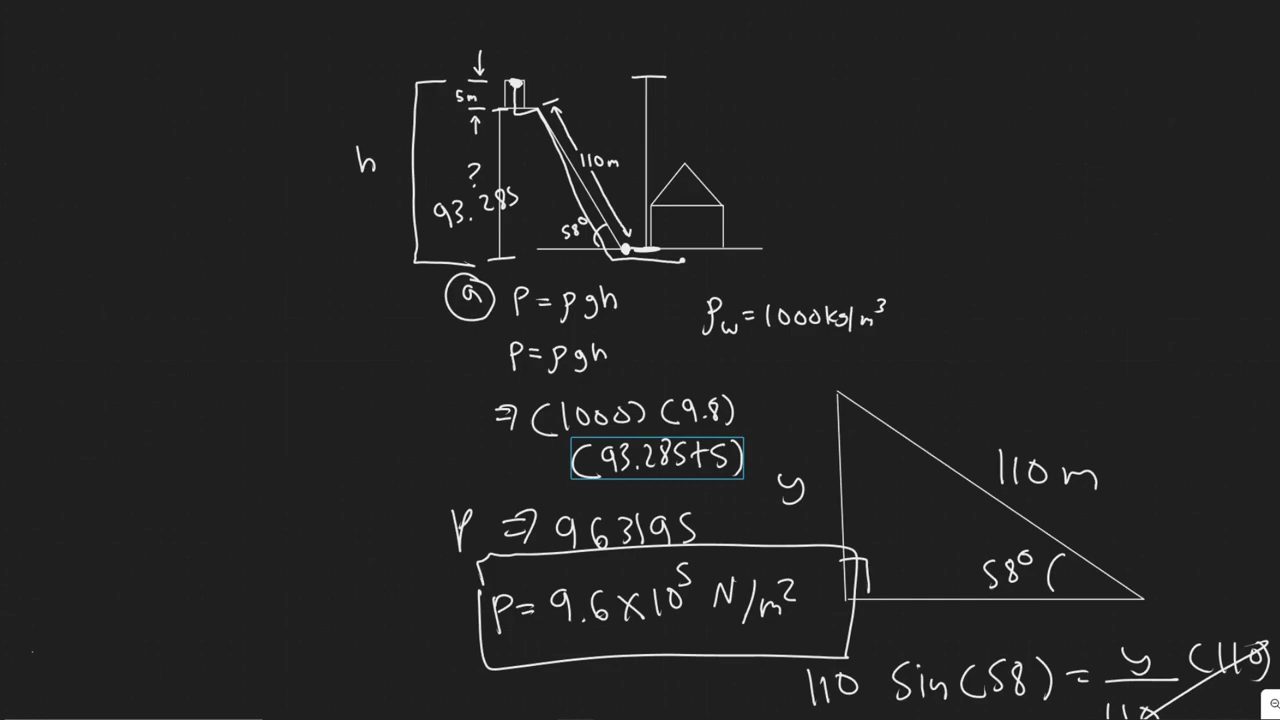 5m
h
?
93.285
110m
58°
a P = ρgh
ρw = 1000kg/m³
P = ρgh
⇒ (1000) (9.8)
(93.285+5)
P ⇒ 963195
P = 9.6 × 10⁵ N/m²
y
110 m
58°
110 Sin(58) = y/110 (110)